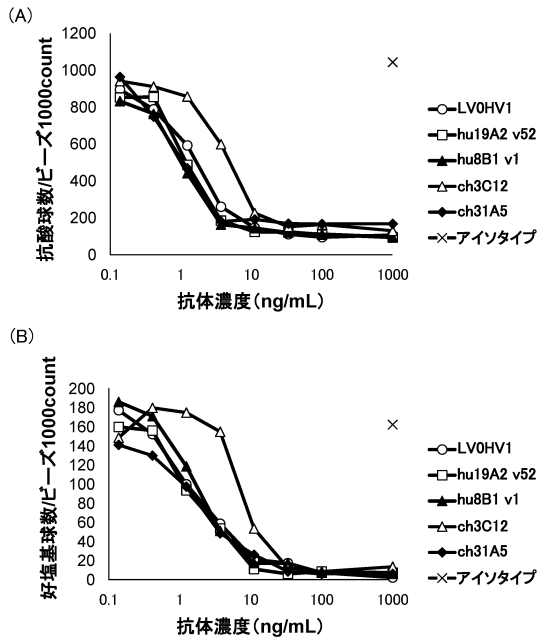 (A)
抗酸球数/ビーズ1000count
1200
1000
800
600
400
200
0
0.1 1 10 100 1000
抗体濃度(ng/mL)
LV0HV1
hu19A2 v52
hu8B1 v1
ch3C12
ch31A5
アイソタイプ
(B)
好塩基球数/ビーズ1000count
200
180
160
140
120
100
80
60
40
20
0
0.1 1 10 100 1000
抗体濃度(ng/mL)
LV0HV1
hu19A2 v52
hu8B1 v1
ch3C12
ch31A5
アイソタイプ